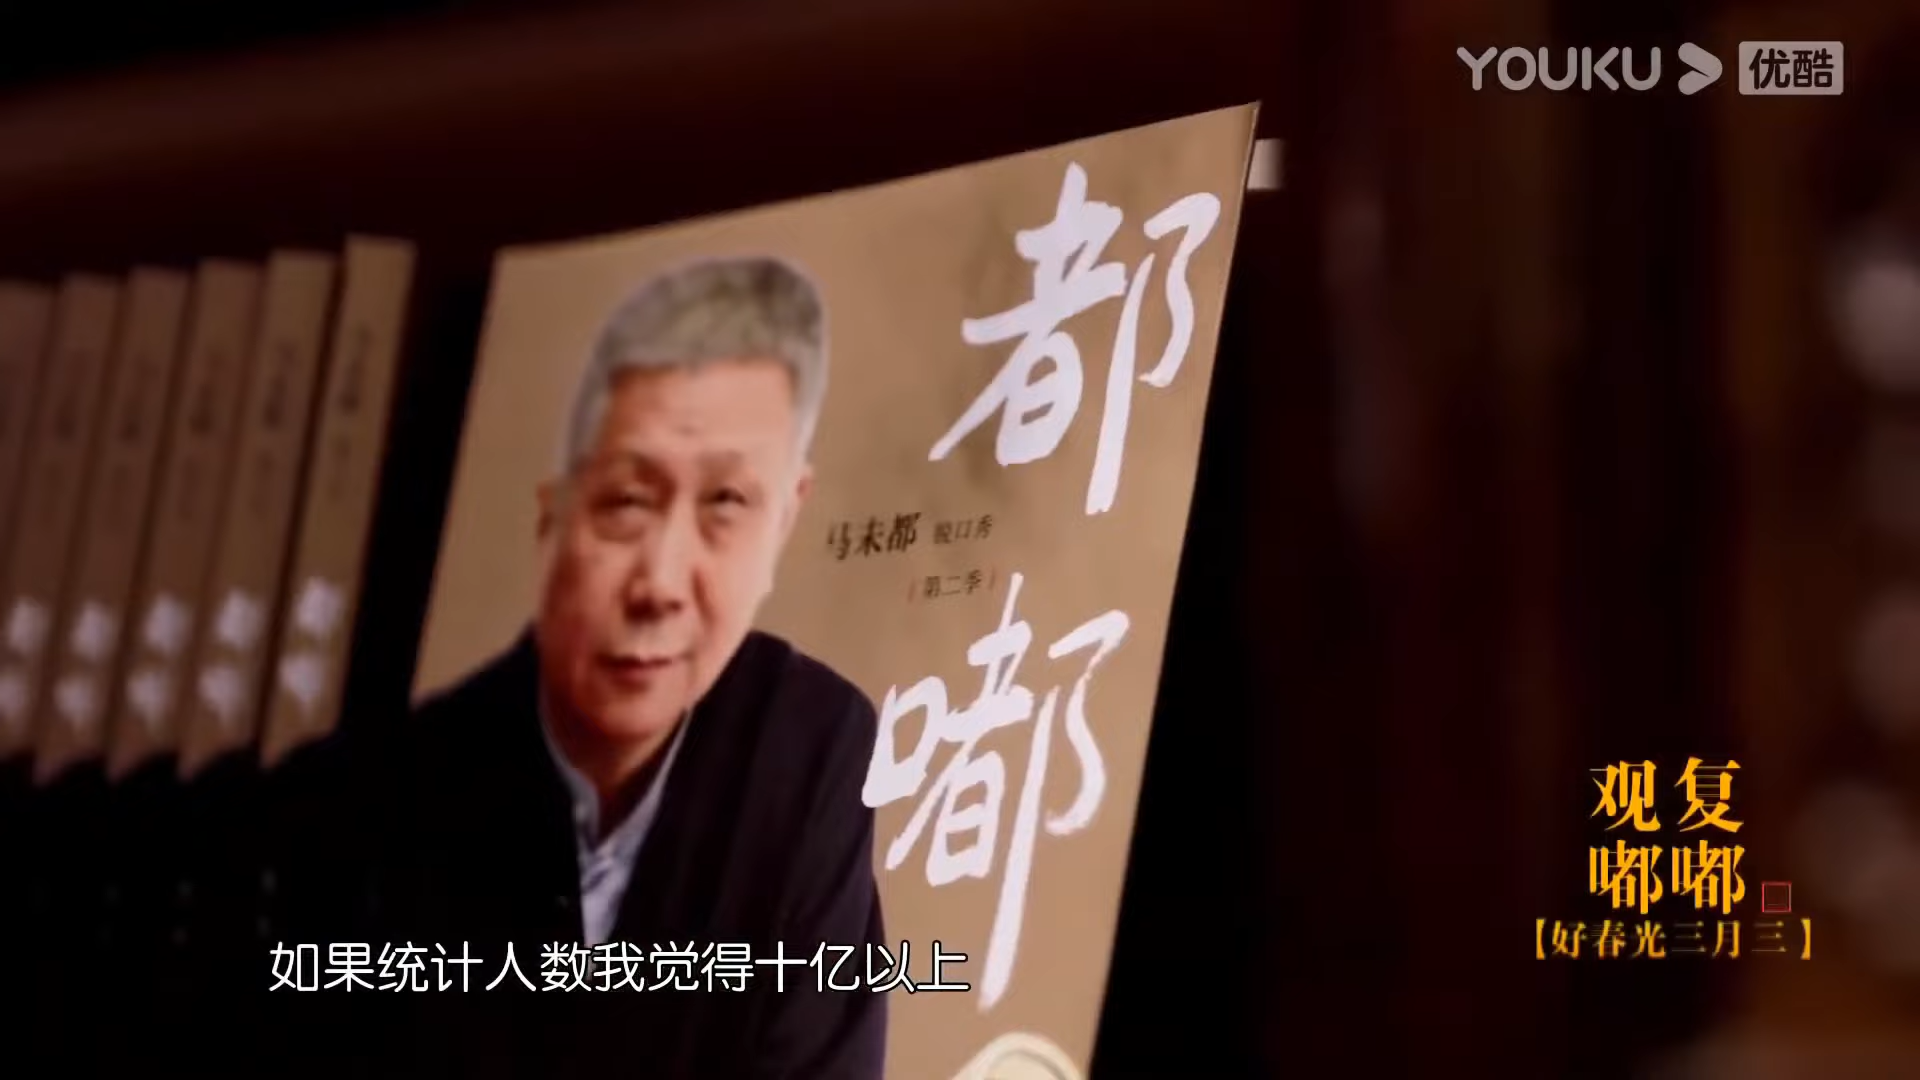 YOUKU 优酷
都
嘟
马未都 脱口秀
第二季
观复
嘟嘟
【好春光三月三】
如果统计人数我觉得十亿以上